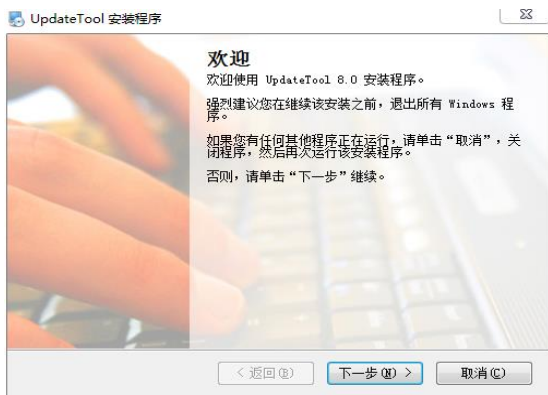 UpdateTool 安装程序
欢迎
欢迎使用 UpdateTool 8.0 安装程序。
强烈建议您在继续该安装之前，退出所有 Windows 程
序。
如果您有任何其他程序正在运行，请单击“取消”，关
闭程序，然后再次运行该安装程序。
否则，请单击“下一步”继续。
< 返回(B)
下一步(N) >
取消(C)